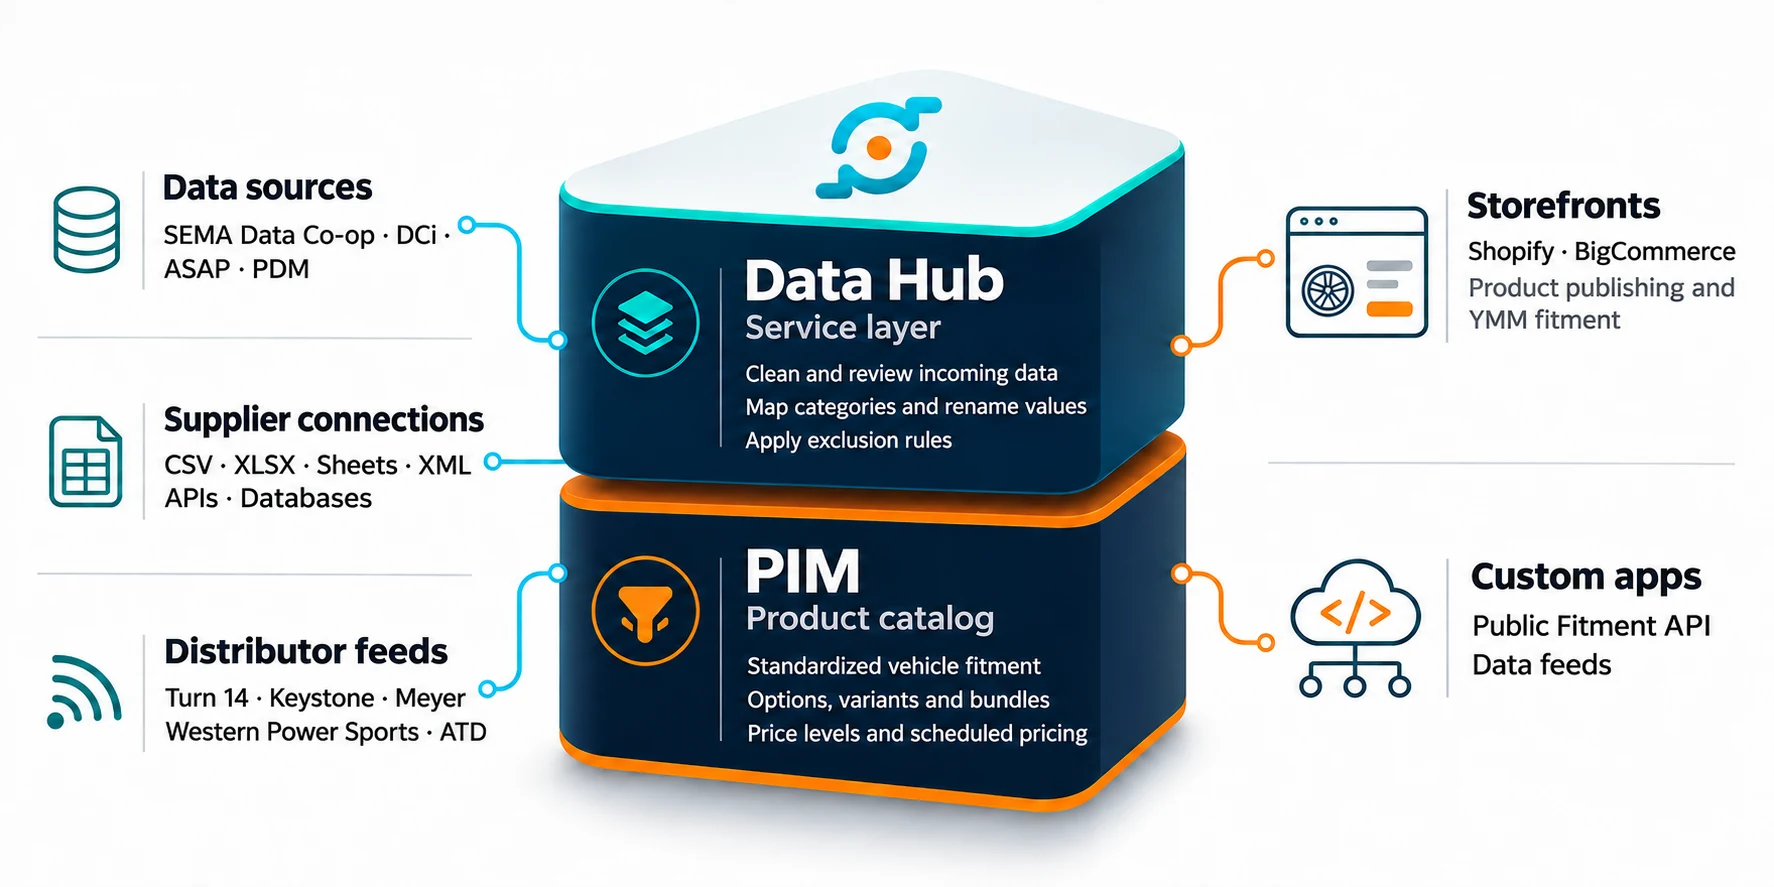 Data sources
SEMA Data Co-op · DCi ·
ASAP · PDM
Supplier connections
CSV · XLSX · Sheets · XML
APIs · Databases
Distributor feeds
Turn 14 · Keystone · Meyer
Western Power Sports · ATD
Data Hub
Service layer
Clean and review incoming data
Map categories and rename values
Apply exclusion rules
PIM
Product catalog
Standardized vehicle fitment
Options, variants and bundles
Price levels and scheduled pricing
Storefronts
Shopify · BigCommerce
Product publishing and
YMM fitment
</>
Custom apps
Public Fitment API
Data feeds